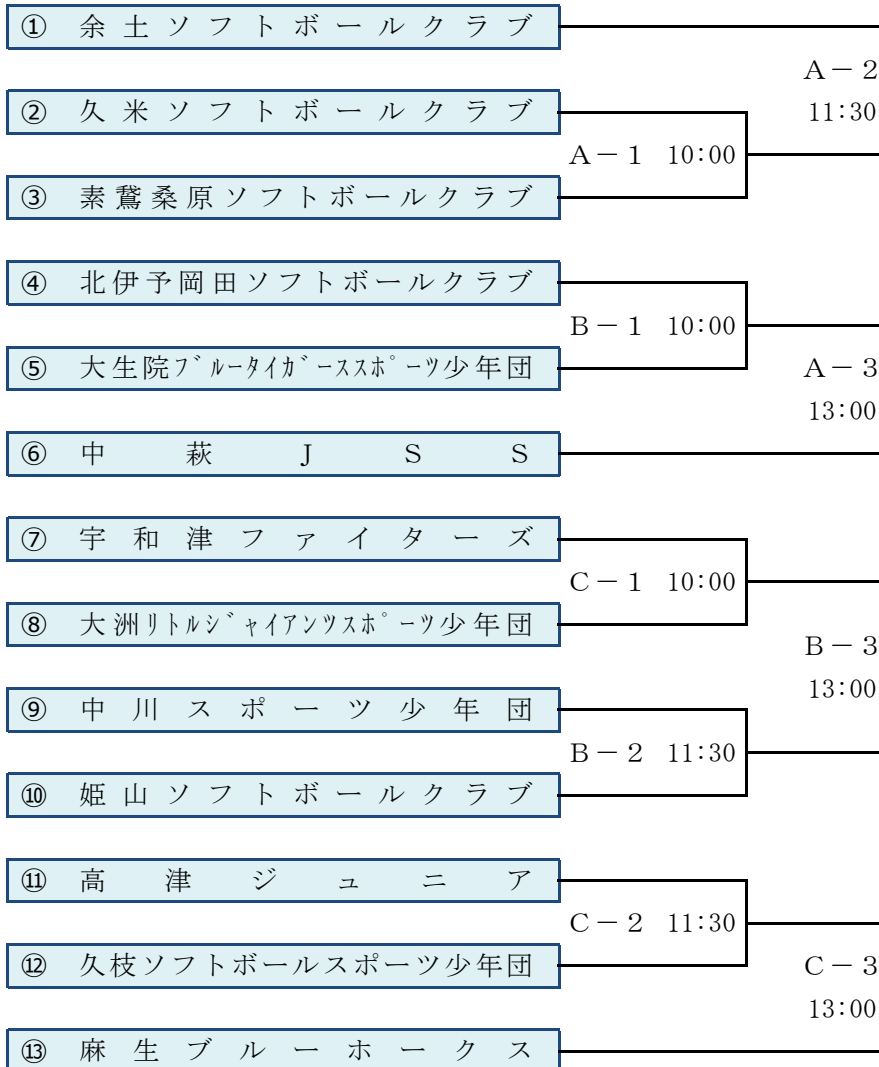 ① 余土ソフトボールクラブ
A－2
11:30
② 久米ソフトボールクラブ
A－1 10:00
③ 素鵞桑原ソフトボールクラブ
④ 北伊予岡田ソフトボールクラブ
B－1 10:00
⑤ 大生院ﾌﾞﾙｰﾀｲｶﾞｰｽｽﾎﾟｰﾂ少年団
A－3
13:00
⑥ 中萩JSS
⑦ 宇和津ファイターズ
C－1 10:00
⑧ 大洲ﾘﾄﾙｼﾞｬｲｱﾝﾂｽﾎﾟｰﾂ少年団
B－3
13:00
⑨ 中川スポーツ少年団
B－2 11:30
⑩ 姫山ソフトボールクラブ
⑪ 高津ジュニア
C－2 11:30
⑫ 久枝ソフトボールスポーツ少年団
C－3
13:00
⑬ 麻生ブルーホークス